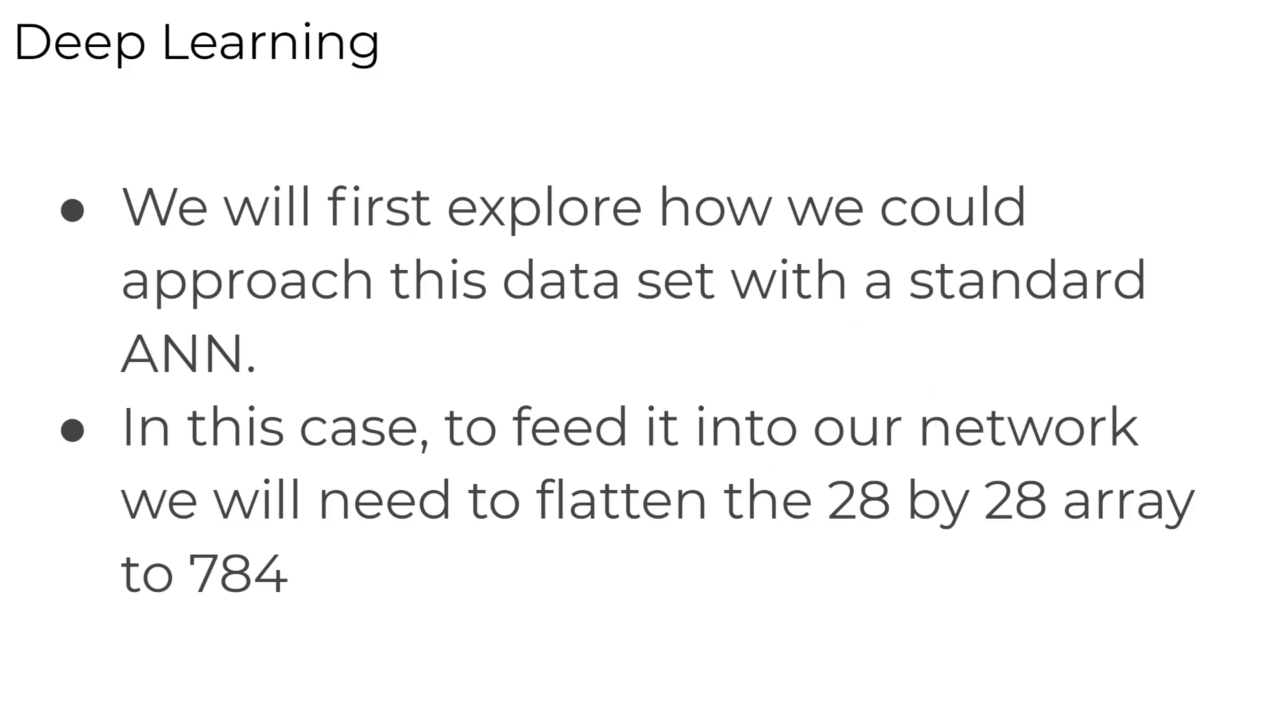 Deep Learning
● We will first explore how we could
approach this data set with a standard
ANN.
● In this case, to feed it into our network
we will need to flatten the 28 by 28 array
to 784